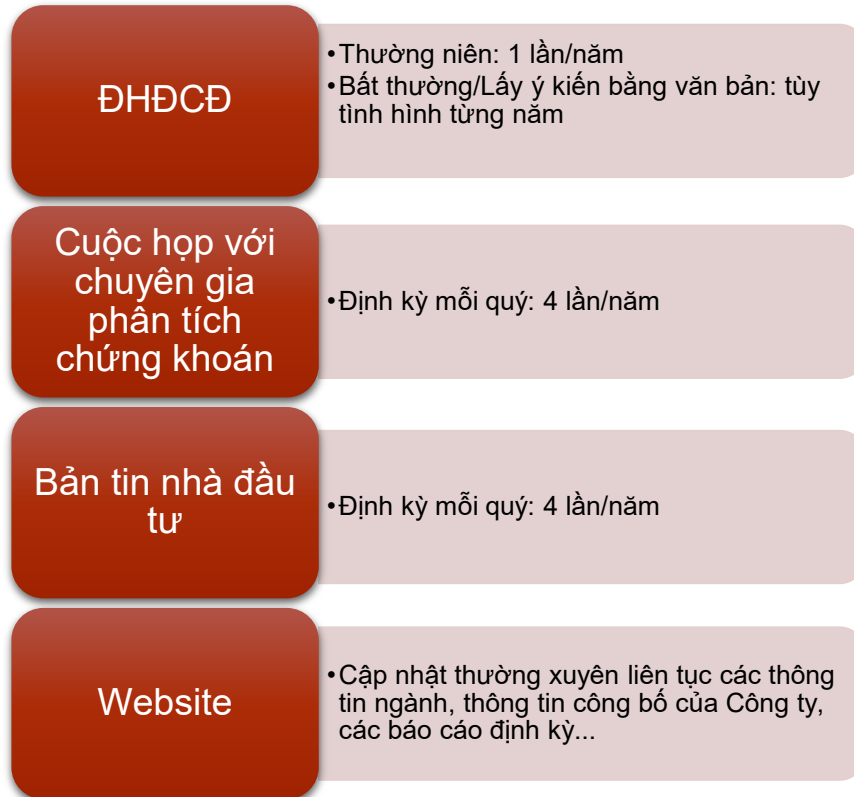 ĐHĐCĐ
•Thường niên: 1 lần/năm
•Bất thường/Lấy ý kiến bằng văn bản: tùy
tình hình từng năm
Cuộc họp với
chuyên gia
phân tích
chứng khoán
•Định kỳ mỗi quý: 4 lần/năm
Bản tin nhà đầu
tư
•Định kỳ mỗi quý: 4 lần/năm
Website
•Cập nhật thường xuyên liên tục các thông
tin ngành, thông tin công bố của Công ty,
các báo cáo định kỳ...